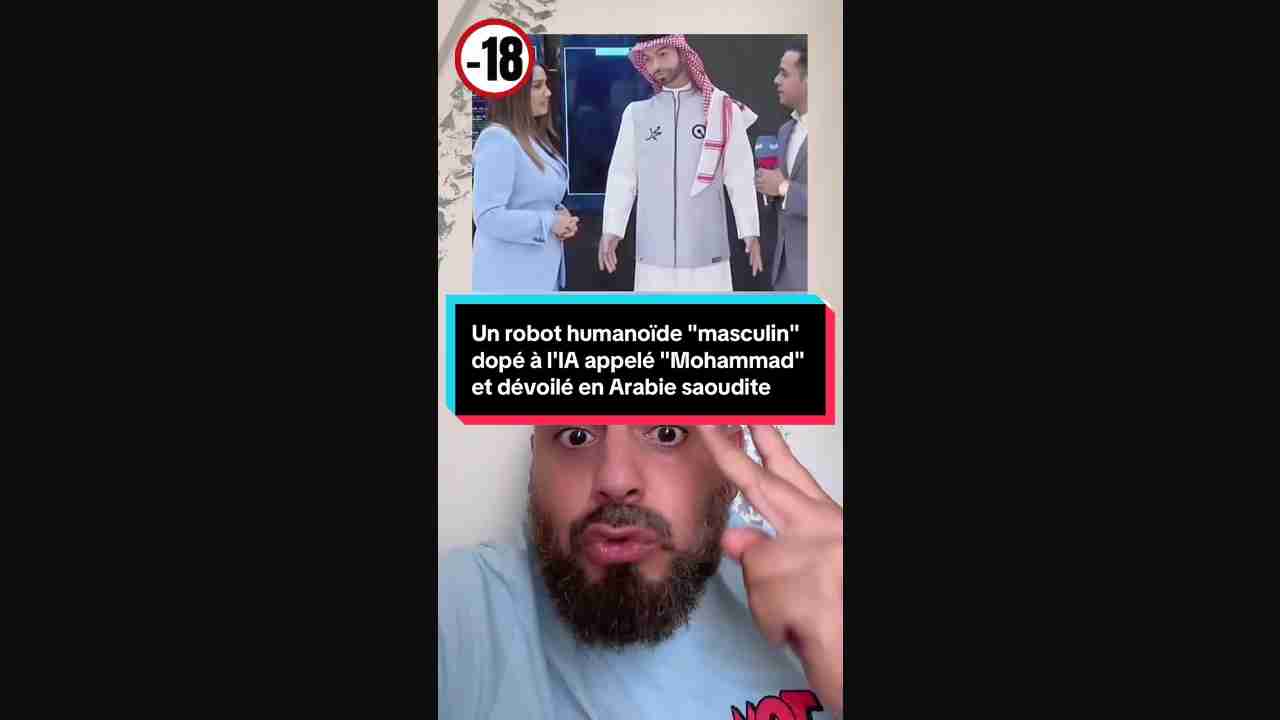 -18
Un robot humanoïde "masculin"
dopé à l'IA appelé "Mohammad"
et dévoilé en Arabie saoudite